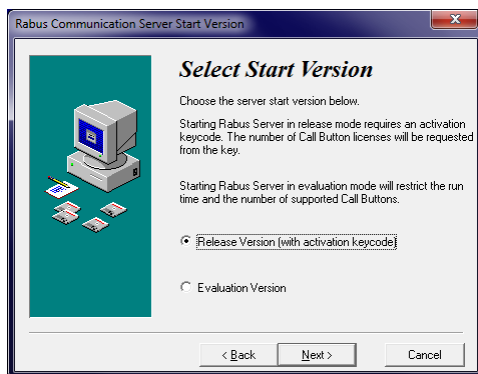 Rabus Communication Server Start Version
Select Start Version
Choose the server start version below.
Starting Rabus Server in release mode requires an activation
keycode. The number of Call Button licenses will be requested
from the key.
Starting Rabus Server in evaluation mode will restrict the run
time and the number of supported Call Buttons.
Release Version (with activation keycode)
Evaluation Version
< Back
Next >
Cancel